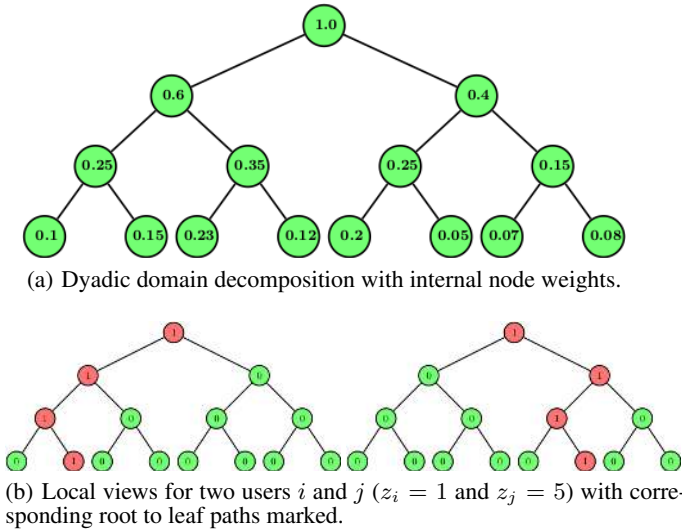 1.0
0.6 0.4
0.25 0.35 0.25 0.15
0.1 0.15 0.23 0.12 0.2 0.05 0.07 0.08
(a) Dyadic domain decomposition with internal node weights.
1 1
1 0 0 1
1 0 0 0 0 0 1 0
0 1 0 0 0 0 0 0 0 0 0 0 0 1 0 0
(b) Local views for two users i and j (z_i = 1 and z_j = 5) with corre-
sponding root to leaf paths marked.